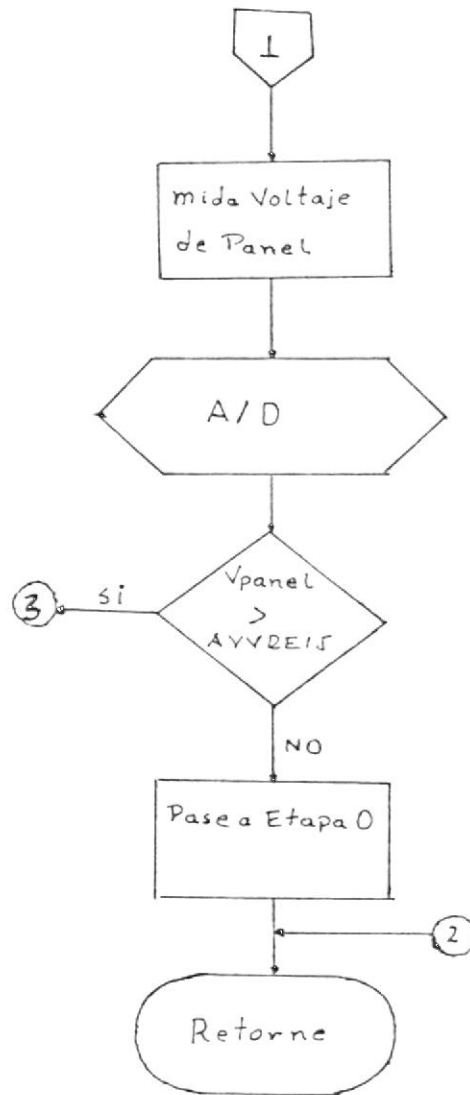 1
mida Voltaje
de Panel
A/D
Vpanel
>
AVVREIS
si
3
NO
Pase a Etapa 0
2
Retorne